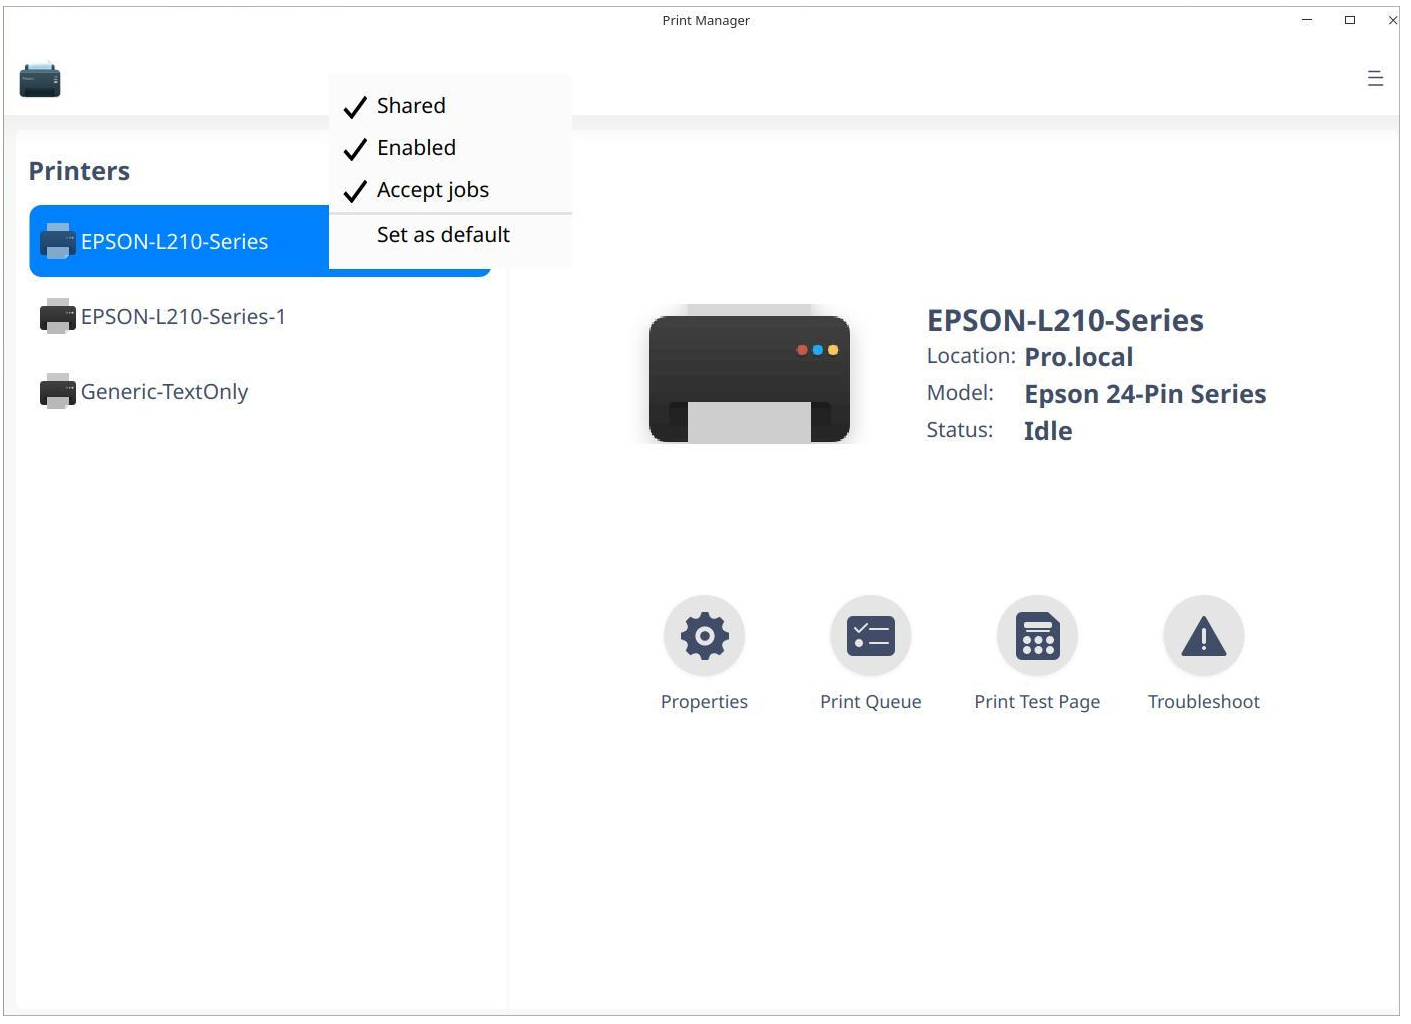 Print Manager
Shared
Enabled
Accept jobs
Set as default
Printers
EPSON-L210-Series
EPSON-L210-Series-1
Generic-TextOnly
EPSON-L210-Series
Location: Pro.local
Model: Epson 24-Pin Series
Status: Idle
Properties
Print Queue
Print Test Page
Troubleshoot